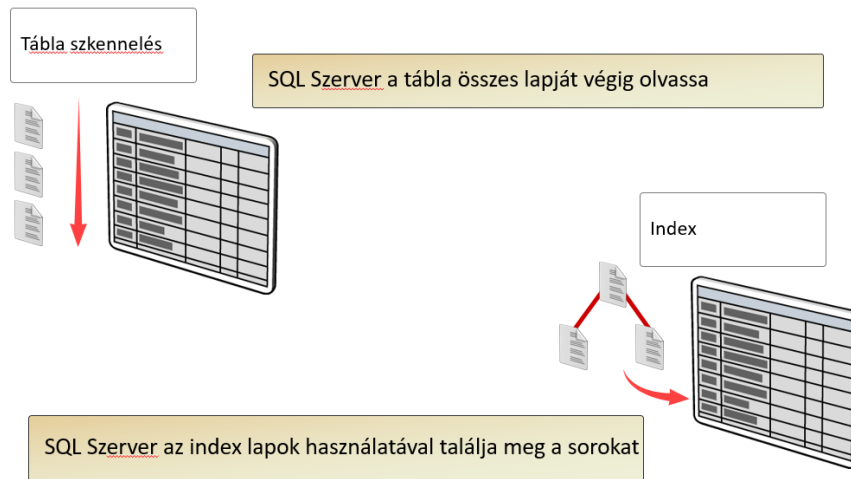 Tábla szkennelés
SQL Szerver a tábla összes lapját végig olvassa
Index
SQL Szerver az index lapok használatával találja meg a sorokat